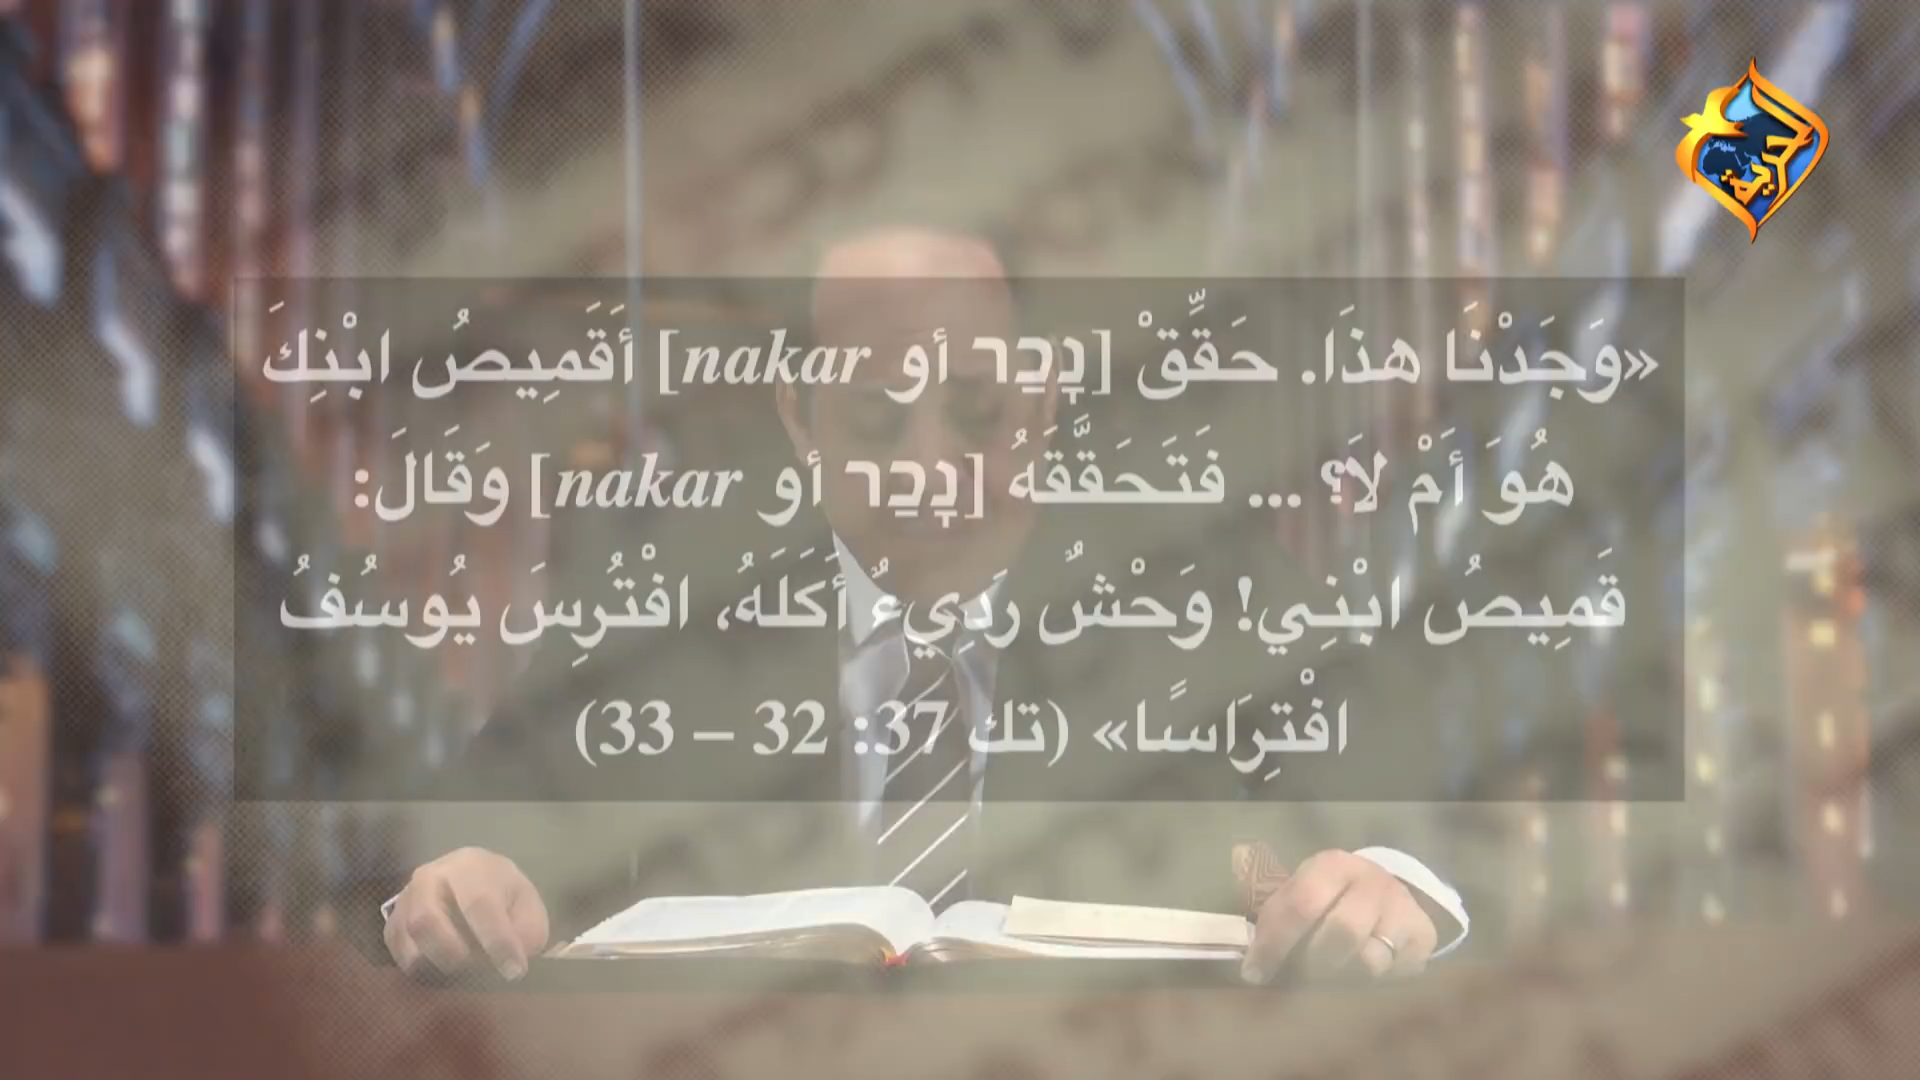 الحرية
«وَجَدْنَا هذَا. حَقِّقْ [נָכַר أو nakar] أَقَمِيصُ ابْنِكَ
هُوَ أَمْ لاَ؟ ... فَتَحَقَّقَهُ [נָכַר أو nakar] وَقَالَ:
قَمِيصُ ابْنِي! وَحْشٌ رَدِيءٌ أَكَلَهُ، افْتُرِسَ يُوسُفُ
افْتِرَاسًا» (تك 37: 32 – 33)